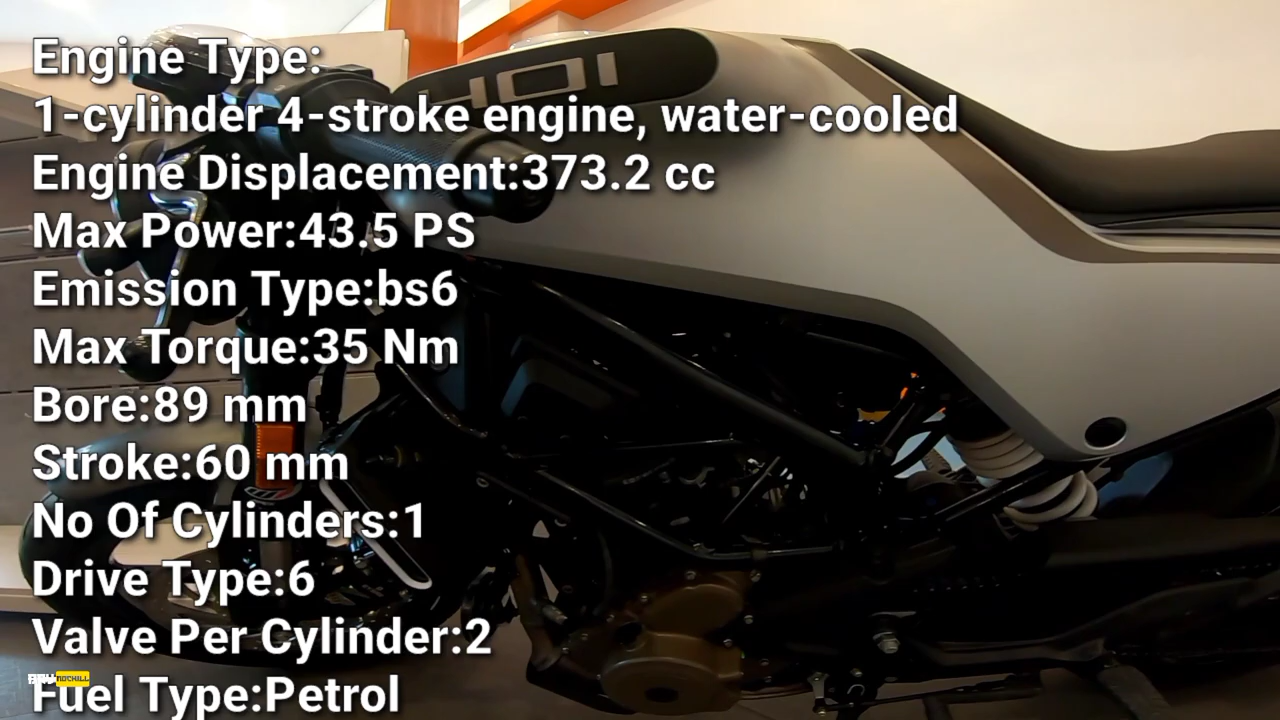 401
Engine Type:
1-cylinder 4-stroke engine, water-cooled
Engine Displacement:373.2 cc
Max Power:43.5 PS
Emission Type:bs6
Max Torque:35 Nm
Bore:89 mm
Stroke:60 mm
No Of Cylinders:1
Drive Type:6
Valve Per Cylinder:2
NOCHILL
Fuel Type:Petrol